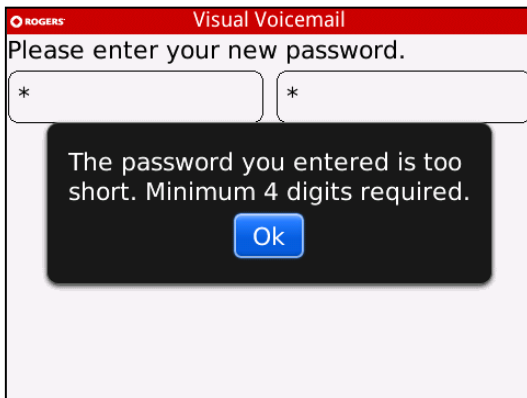 ROGERS Visual Voicemail
Please enter your new password.
* *
The password you entered is too
short. Minimum 4 digits required.
Ok